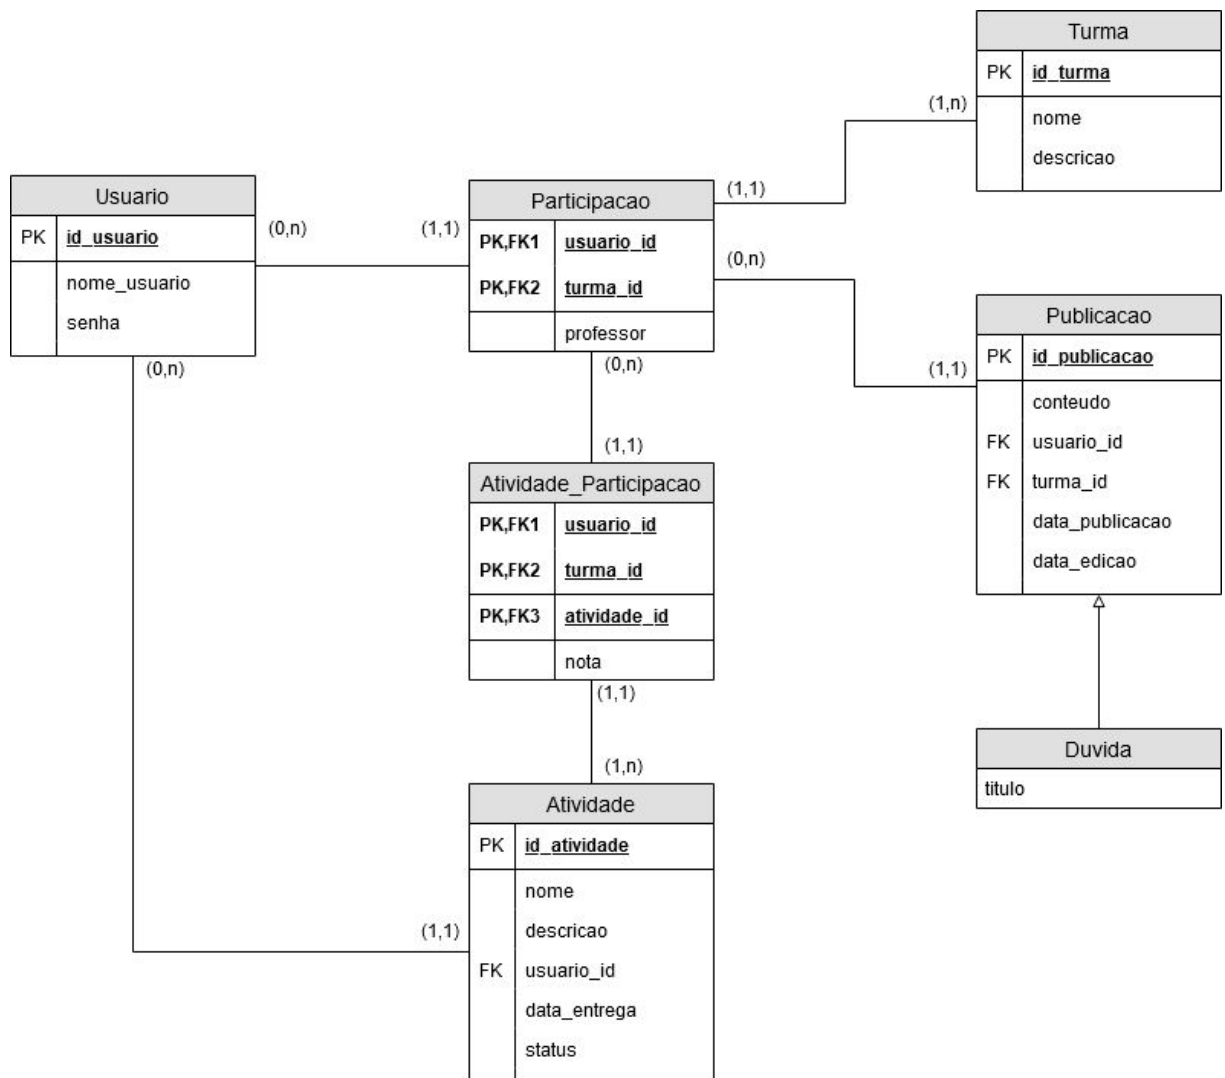 Turma
PK id_turma
nome
descricao
(1,n)
(1,1)
Usuario
PK id_usuario
nome_usuario
senha
(0,n)
(1,1)
(0,n)
Participacao
PK,FK1 usuario_id
PK,FK2 turma_id
professor
(0,n)
(0,n)
(1,1)
Publicacao
PK id_publicacao
conteudo
FK usuario_id
FK turma_id
data_publicacao
data_edicao
(1,1)
Atividade_Participacao
PK,FK1 usuario_id
PK,FK2 turma_id
PK,FK3 atividade_id
nota
(1,1)
(1,n)
Duvida
titulo
Atividade
PK id_atividade
nome
descricao
FK usuario_id
data_entrega
status
(1,1)